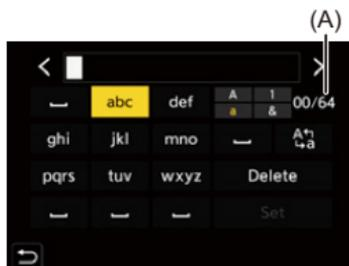 (A)
< >
abc def A 1 a & 00/64
ghi jkl mno A a
pqrs tuv wxyz Delete
Set